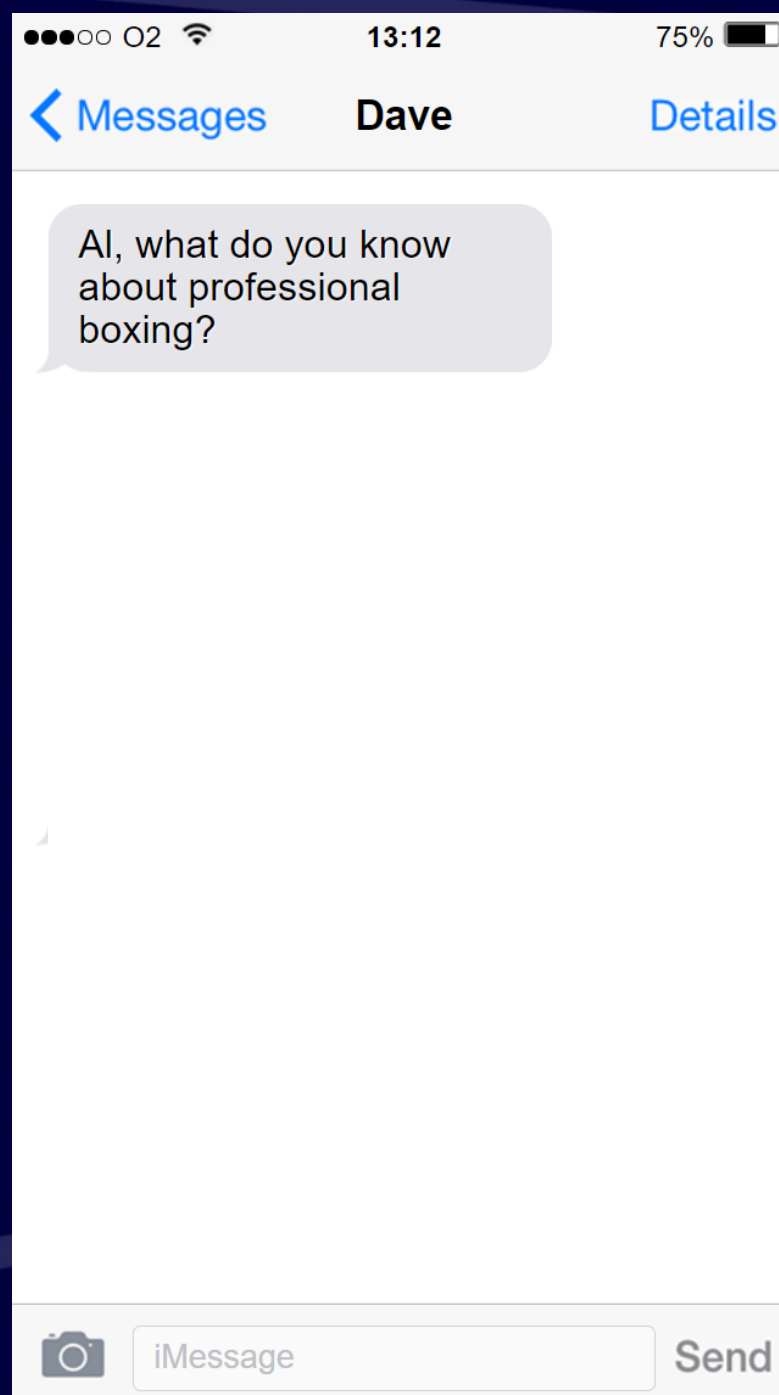 O2
13:12
75%
Messages
Dave
Details
Al, what do you know
about professional
boxing?
iMessage
Send